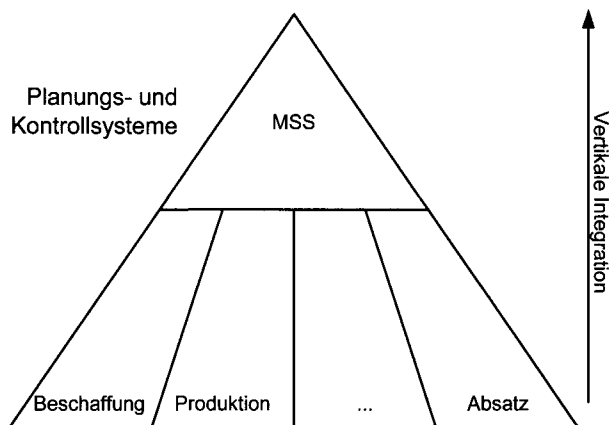 Planungs- und
Kontrollsysteme
MSS
Vertikale Integration
Beschaffung
Produktion
...
Absatz